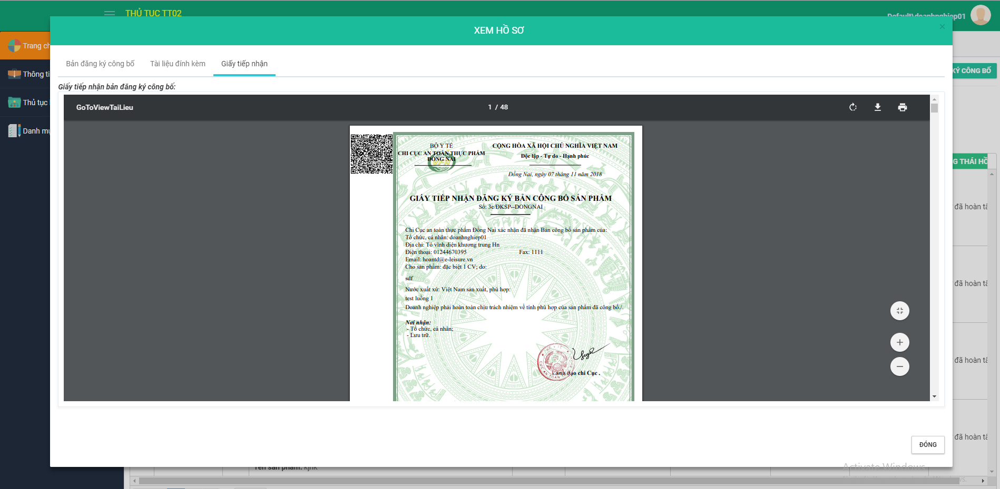 THỦ TỤC TT02
Default\doanhnghiep01
XEM HỒ SƠ
Trang ch
Thông ti
Thủ tục
Danh mụ
KÝ CÔNG BỐ
Bản đăng ký công bố
Tài liệu đính kèm
Giấy tiếp nhận
Giấy tiếp nhận bản đăng ký công bố:
GoToViewTaiLieu
1 / 48
BỘ Y TẾ
CHI CỤC AN TOÀN THỰC PHẨM
ĐỒNG NAI
CỘNG HÒA XÃ HỘI CHỦ NGHĨA VIỆT NAM
Độc lập - Tự do - Hạnh phúc
Đồng Nai, ngày 07 tháng 11 năm 2018
GIẤY TIẾP NHẬN ĐĂNG KÝ BẢN CÔNG BỐ SẢN PHẨM
Số: 3e/ĐKSP--DONGNAI
Chi Cục an toàn thực phẩm Đồng Nai xác nhận đã nhận Bản công bố sản phẩm của:
Tổ chức, cá nhân: doanhnghiep01
Địa chỉ: Tô vĩnh diện khương trung Hn
Điện thoại: 01244670395
Fax: 1111
Email: hoantd@e-leisure.vn
Cho sản phẩm: đặc biệt 1 CV; do:
sdf
Nước xuất xứ: Việt Nam sản xuất, phù hợp:
test luồng 1
Doanh nghiệp phải hoàn toàn chịu trách nhiệm về tính phù hợp của sản phẩm đã công bố./.
Nơi nhận:
- Tổ chức, cá nhân;
- Lưu trữ.
Lãnh đạo chi Cục .
G THÁI HỒ
đã hoàn tấ
đã hoàn tấ
đã hoàn tấ
đã hoàn tấ
ĐÓNG
Tên sản phẩm: kjhk
Activate Windows